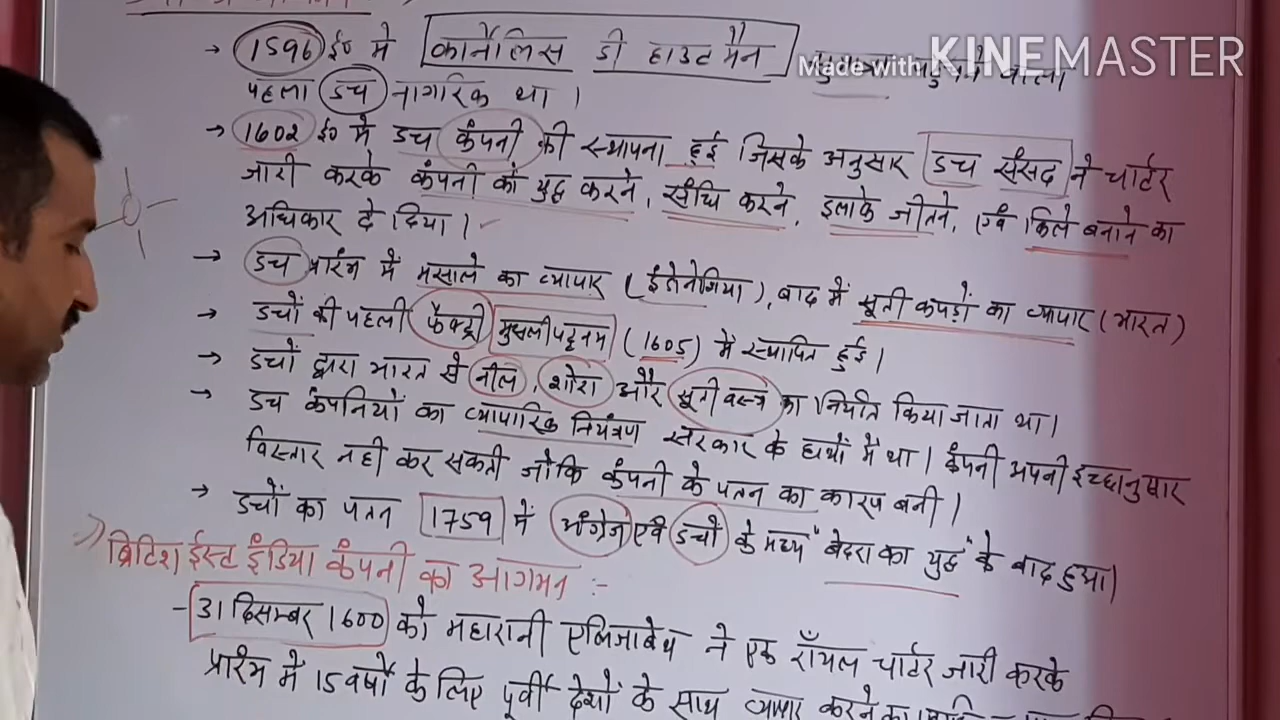 → 1596 ई० में कार्नेलिस डी हाउटमैन
Made with KINEMASTER
पहला डच नागरिक था।
→ 1602 ई० में डच कंपनी की स्थापना हुई जिसके अनुसार डच संसद ने चार्टर
जारी करके कंपनी को युद्ध करने, संधि करने, इलाके जीतने, एवं किले बनाने का
अधिकार दे दिया।
→ डच प्रारंभ में मसाले का व्यापार (इंडोनेशिया), बाद में सूती कपड़ों का व्यापार (भारत)
→ डचों की पहली फैक्ट्री मुसलीपट्टनम (1605) में स्थापित हुई।
→ डचों द्वारा भारत से नील, शोरा और सूती वस्त्र का निर्यात किया जाता था।
→ डच कंपनियों का व्यापारिक नियंत्रण सरकार के हाथों में था। कंपनी अपनी इच्छानुसार
विस्तार नही कर सकती जोकि कंपनी के पतन का कारण बनी।
→ डचों का पतन 1759 में अंग्रेज एवं डचों के मध्य "बेदरा का युद्ध" के बाद हुआ।
ब्रिटिश ईस्ट इंडिया कंपनी का आगमन :-
- 31 दिसम्बर 1600 को महारानी एलिजाबेथ ने एक रॉयल चार्टर जारी करके
प्रारंभ में 15 वर्षों के लिए पूर्वी देशों के साथ व्यापार करने का